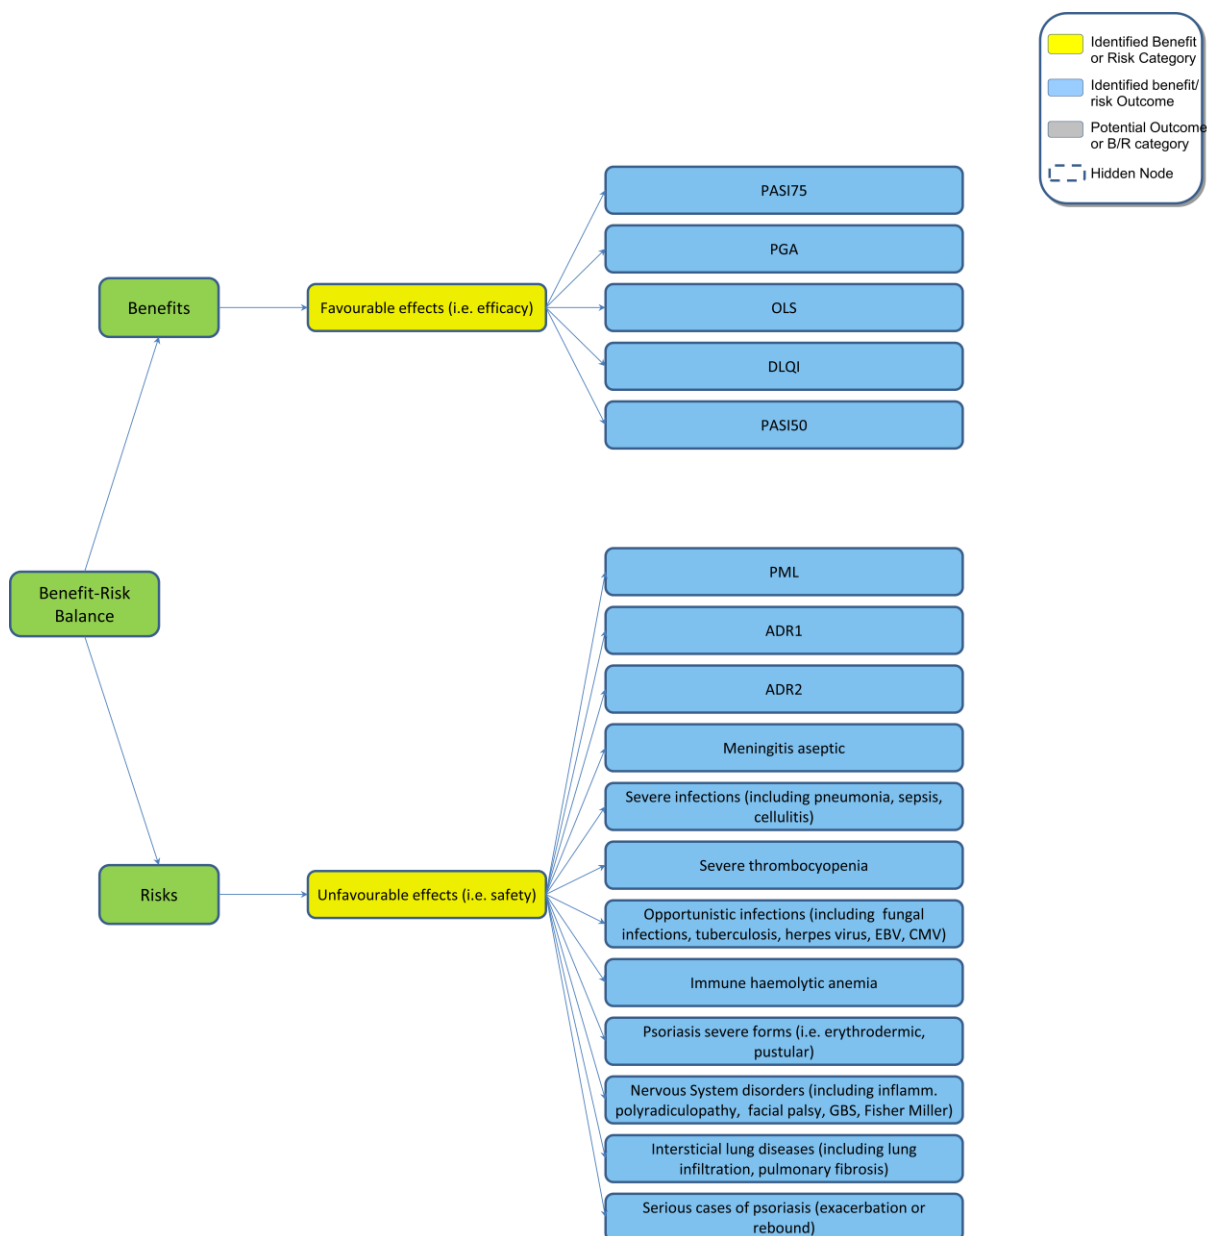 Identified Benefit
or Risk Category
Identified benefit/
risk Outcome
Potential Outcome
or B/R category
Hidden Node
PASI75
PGA
Benefits
Favourable effects (i.e. efficacy)
OLS
DLQI
PASI50
PML
Benefit-Risk
Balance
ADR1
ADR2
Meningitis aseptic
Severe infections (including pneumonia, sepsis,
cellulitis)
Severe thrombocyopenia
Risks
Unfavourable effects (i.e. safety)
Opportunistic infections (including fungal
infections, tuberculosis, herpes virus, EBV, CMV)
Immune haemolytic anemia
Psoriasis severe forms (i.e. erythrodermic,
pustular)
Nervous System disorders (including inflamm.
polyradiculopathy, facial palsy, GBS, Fisher Miller)
Intersticial lung diseases (including lung
infiltration, pulmonary fibrosis)
Serious cases of psoriasis (exacerbation or
rebound)